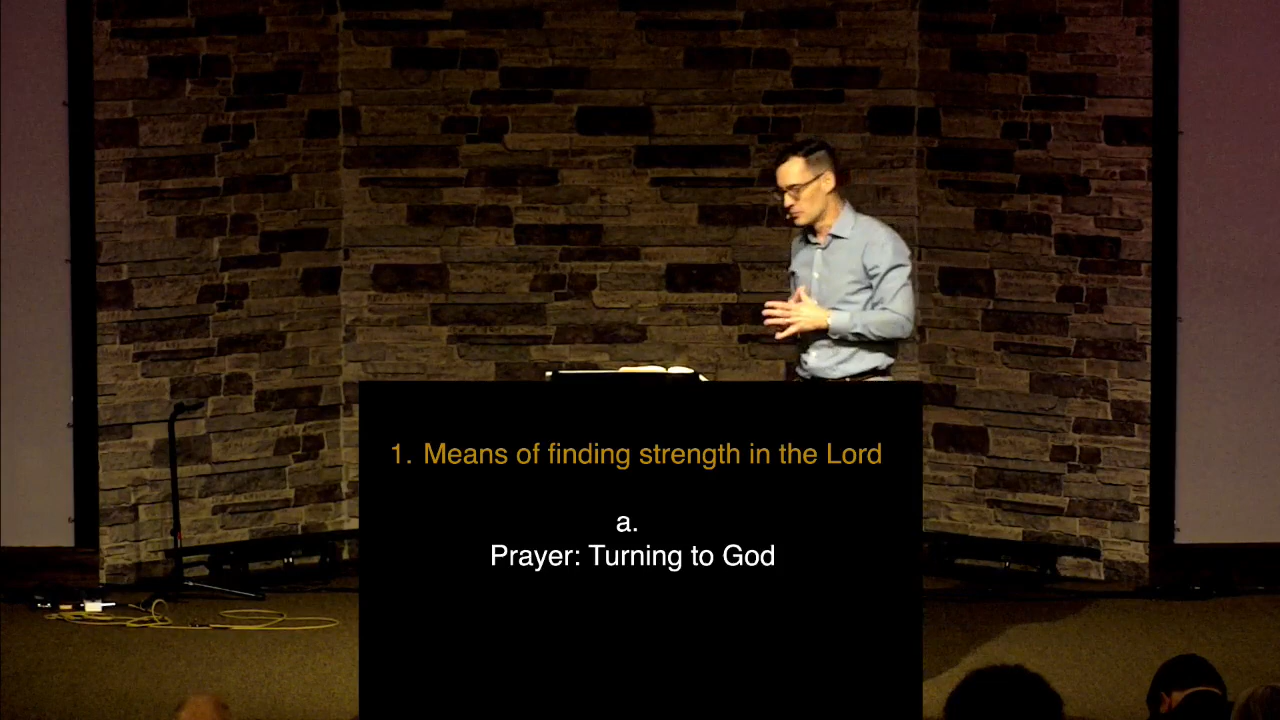 1. Means of finding strength in the Lord
a.
Prayer: Turning to God